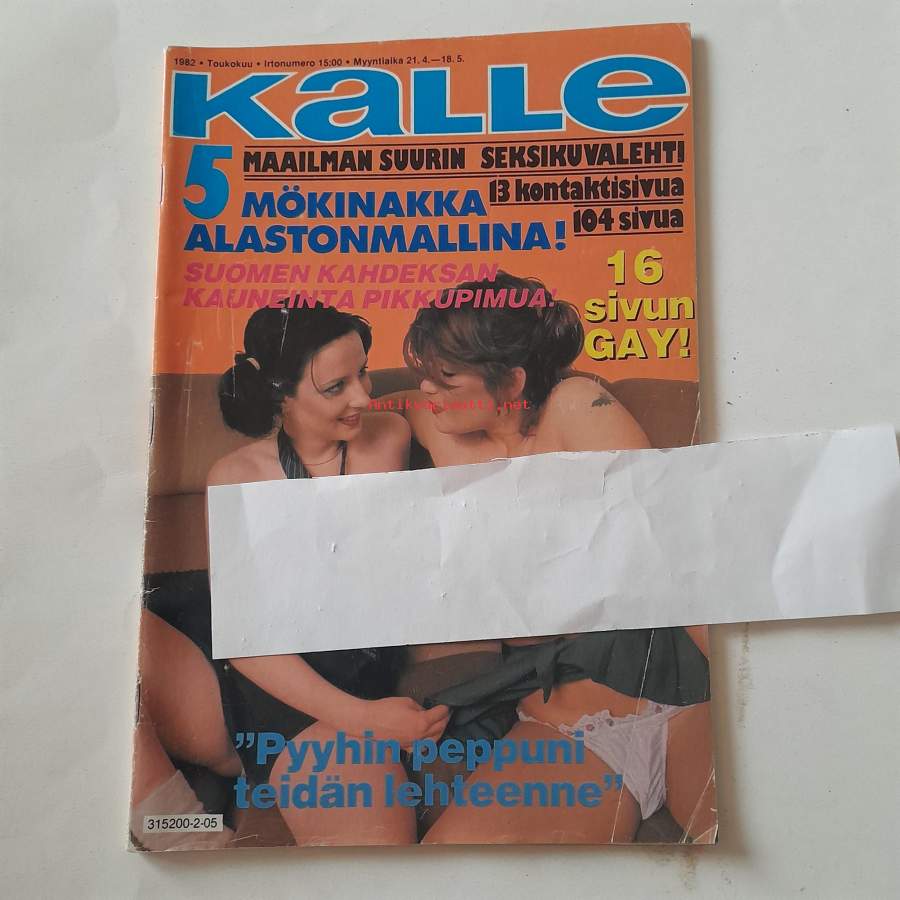 1982 • Toukokuu • Irtonumero 15:00 • Myyntiaika 21.4.—18.5.
KaLLe
5
MAAILMAN SUURIN SEKSIKUVALEHTI
13 kontaktisivua
104 sivua
MÖKINAKKA
ALASTONMALLINA!
SUOMEN KAHDEKSAN
KAUNEINTA PIKKUPIMUA!
16
sivun
GAY!
Antikvariaatti.net
"Pyyhin peppuni
teidän lehteenne"
315200-2-05